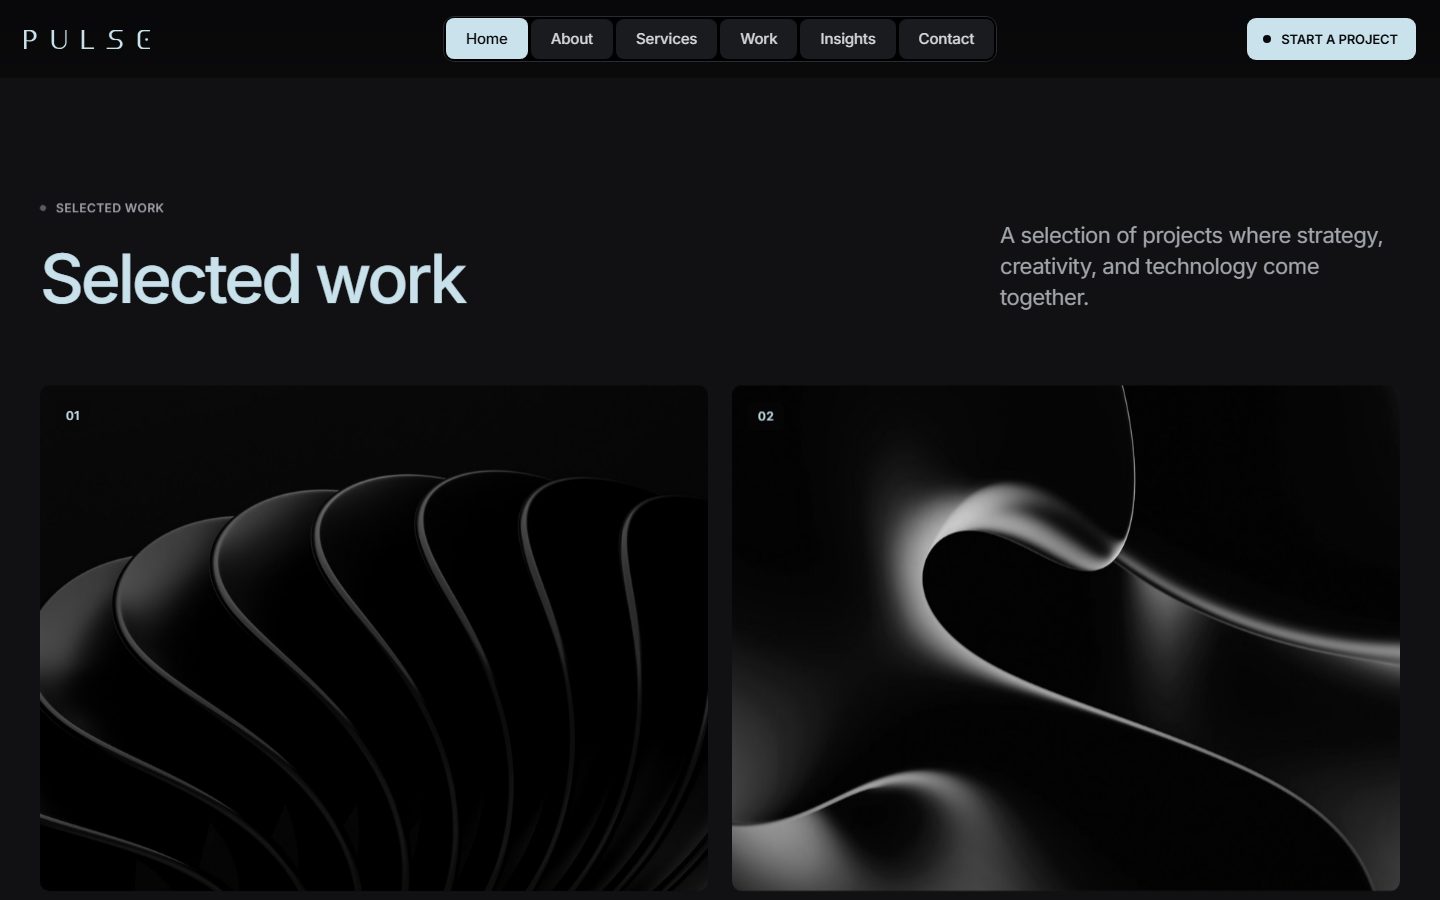 PULSE
Home
About
Services
Work
Insights
Contact
START A PROJECT
SELECTED WORK
Selected work
A selection of projects where strategy,
creativity, and technology come
together.
01
02